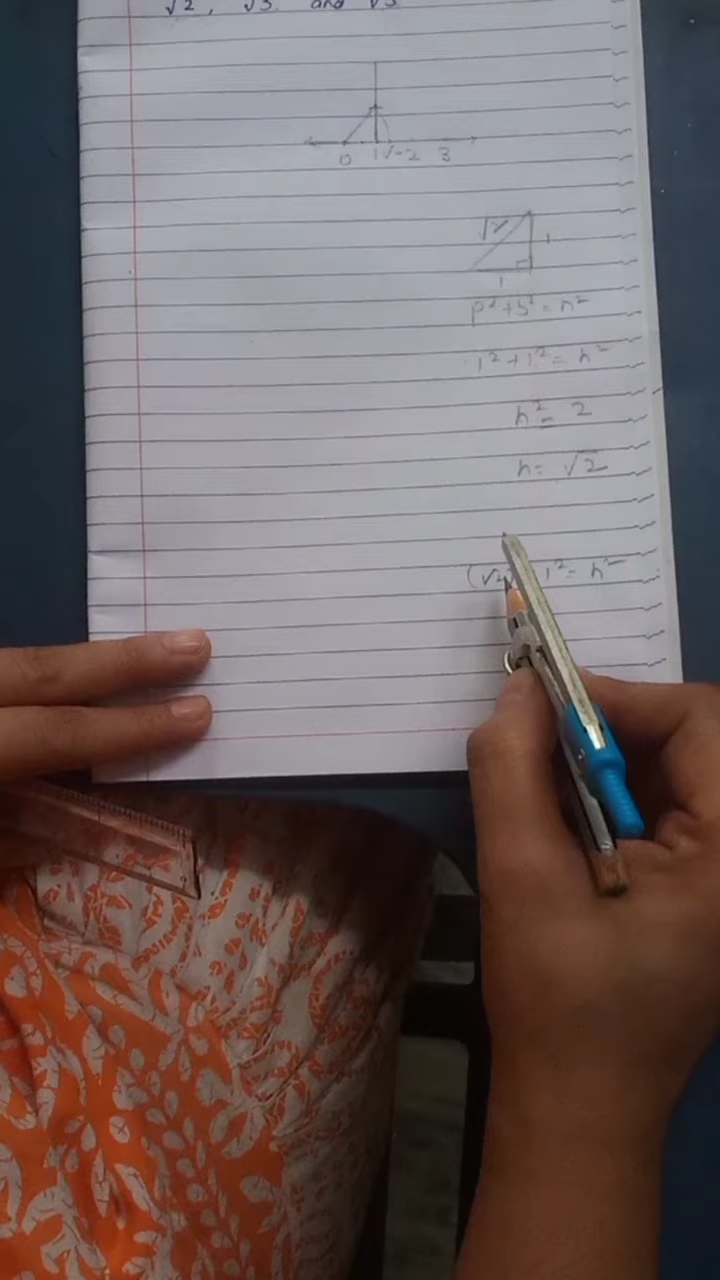 √2, √3 and √5
0 1 √ 2 3
√2 1
1
p² + b² = h²
1² + 1² = h²
h² = 2
h = √2
(√2) 1² = h²